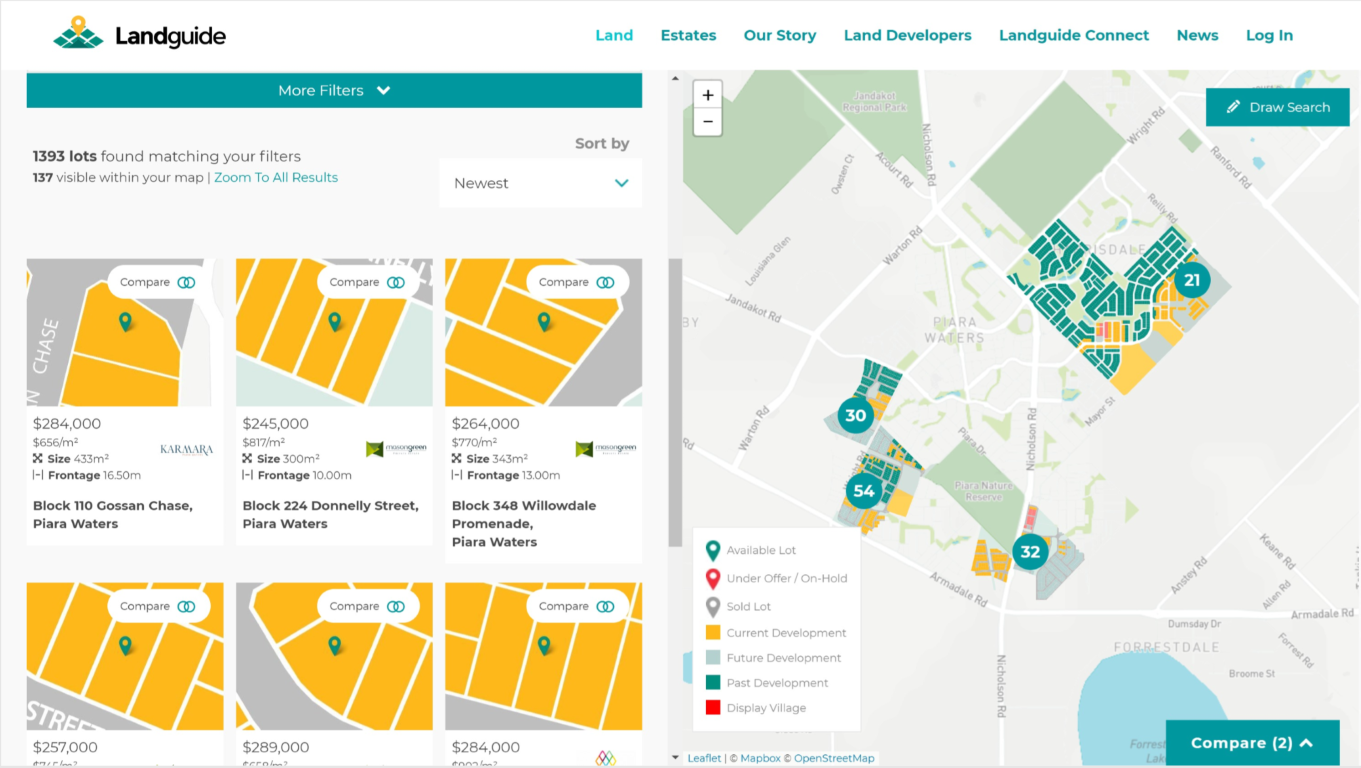 Landguide
Land Estates Our Story Land Developers Landguide Connect News Log In
More Filters
1393 lots found matching your filters
137 visible within your map | Zoom To All Results
Sort by
Newest
CHASE
Compare
$284,000
$656/m²
Size 433m²
Frontage 16.50m
KARMARA
Block 110 Gossan Chase,
Piara Waters
Compare
$245,000
$817/m²
Size 300m²
Frontage 10.00m
masongreen
Block 224 Donnelly Street,
Piara Waters
Compare
$264,000
$770/m²
Size 343m²
Frontage 13.00m
masongreen
Block 348 Willowdale
Promenade,
Piara Waters
STREET
Compare
$257,000
Compare
$289,000
Compare
$284,000
+
−
Draw Search
Jandakot
Regional Park
Nicholson Rd
Acourt Rd
Owsten Ct
Wright Rd
Ranford Rd
Reilly Rd
Warton Rd
Louisiana Glen
Jandakot Rd
21
PIARA
WATERS
30
Warton Rd
Mayor St
Nicholson Rd
Piara Dr
54
Piara Nature
Reserve
32
Armadale Rd
Keane Rd
Anstey Rd
Allen Rd
Armadale Rd
Dumsday Dr
FORRESTDALE
Forrest Rd
Broome St
Nicholson Rd
Available Lot
Under Offer / On-Hold
Sold Lot
Current Development
Future Development
Past Development
Display Village
Compare (2)
Leaflet | © Mapbox © OpenStreetMap